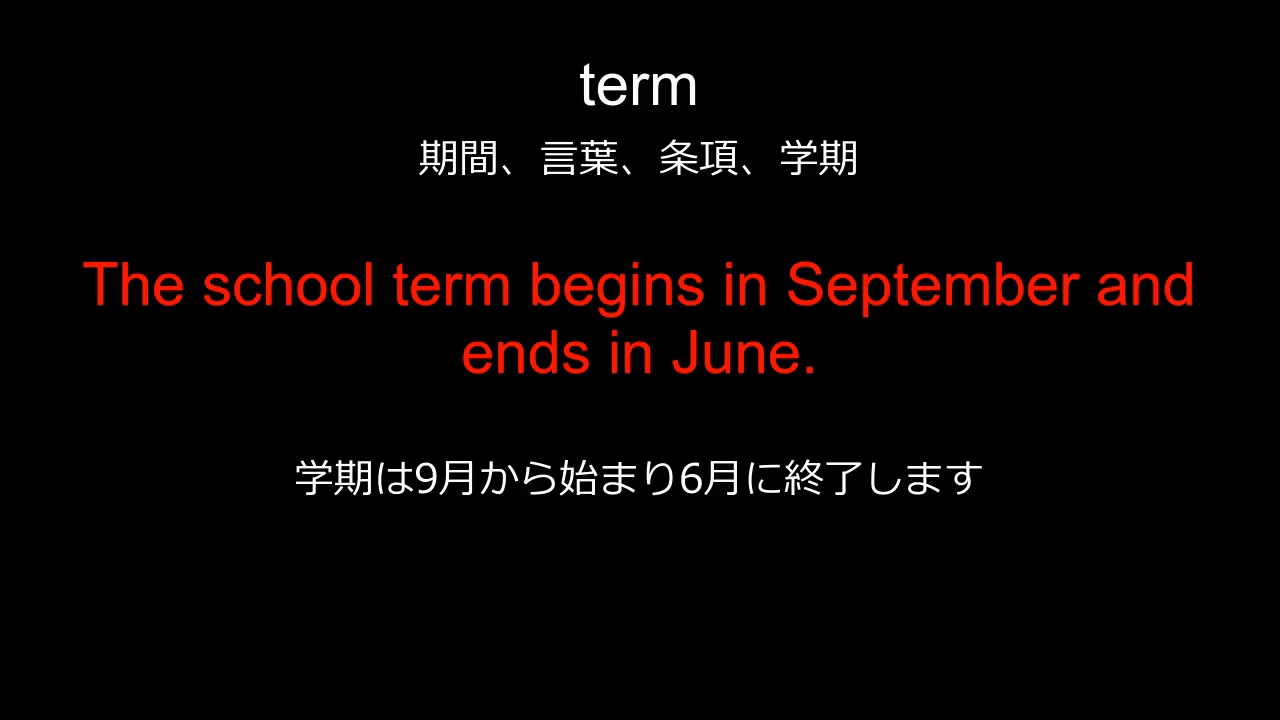 term
期間、言葉、条項、学期
The school term begins in September and
ends in June.
学期は9月から始まり6月に終了します